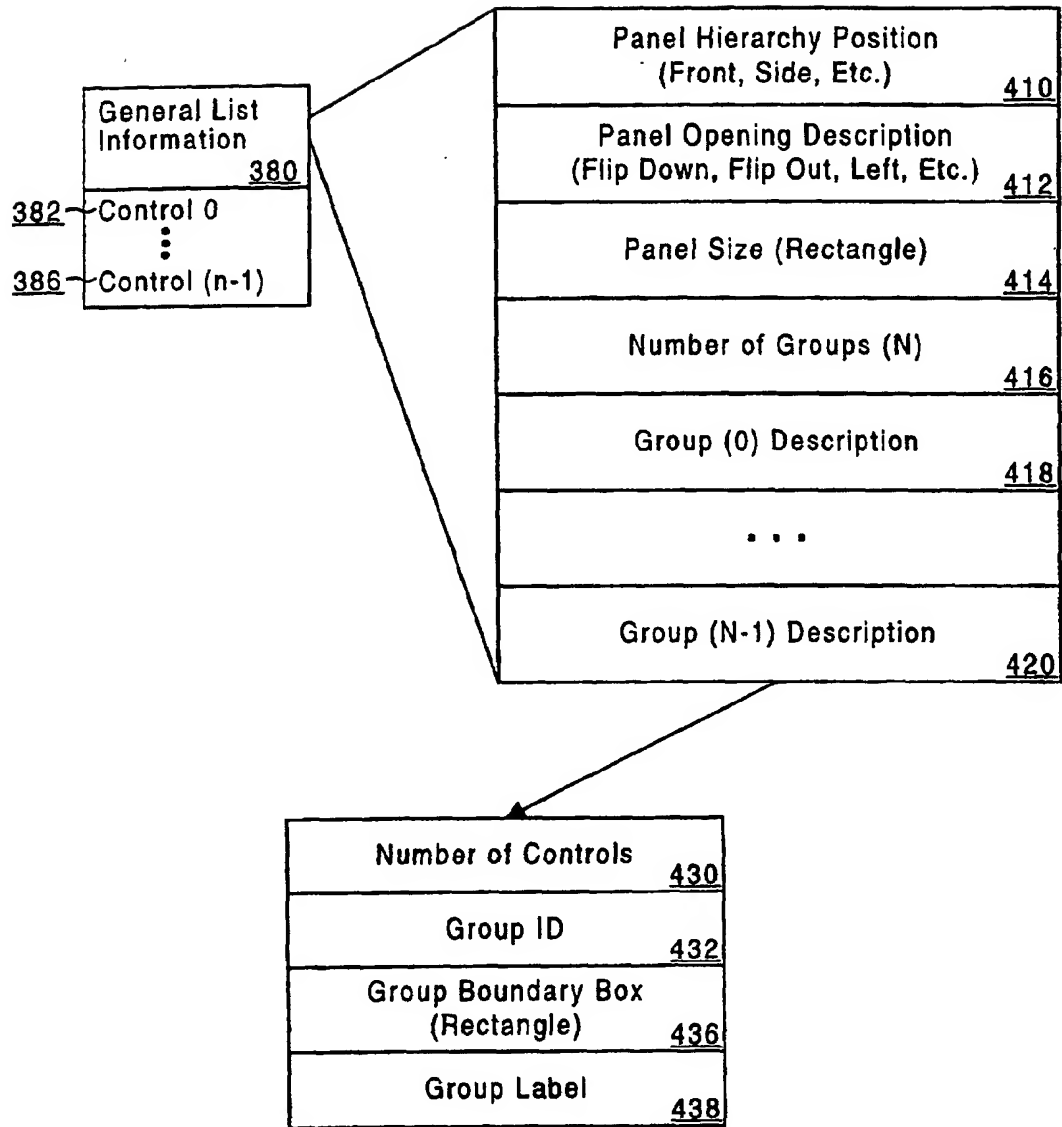 General List
Information
380
382 Control 0
386 Control (n-1)
Panel Hierarchy Position
(Front, Side, Etc.)
410
Panel Opening Description
(Flip Down, Flip Out, Left, Etc.)
412
Panel Size (Rectangle)
414
Number of Groups (N)
416
Group (0) Description
418
. . .
Group (N-1) Description
420
Number of Controls
430
Group ID
432
Group Boundary Box
(Rectangle)
436
Group Label
438